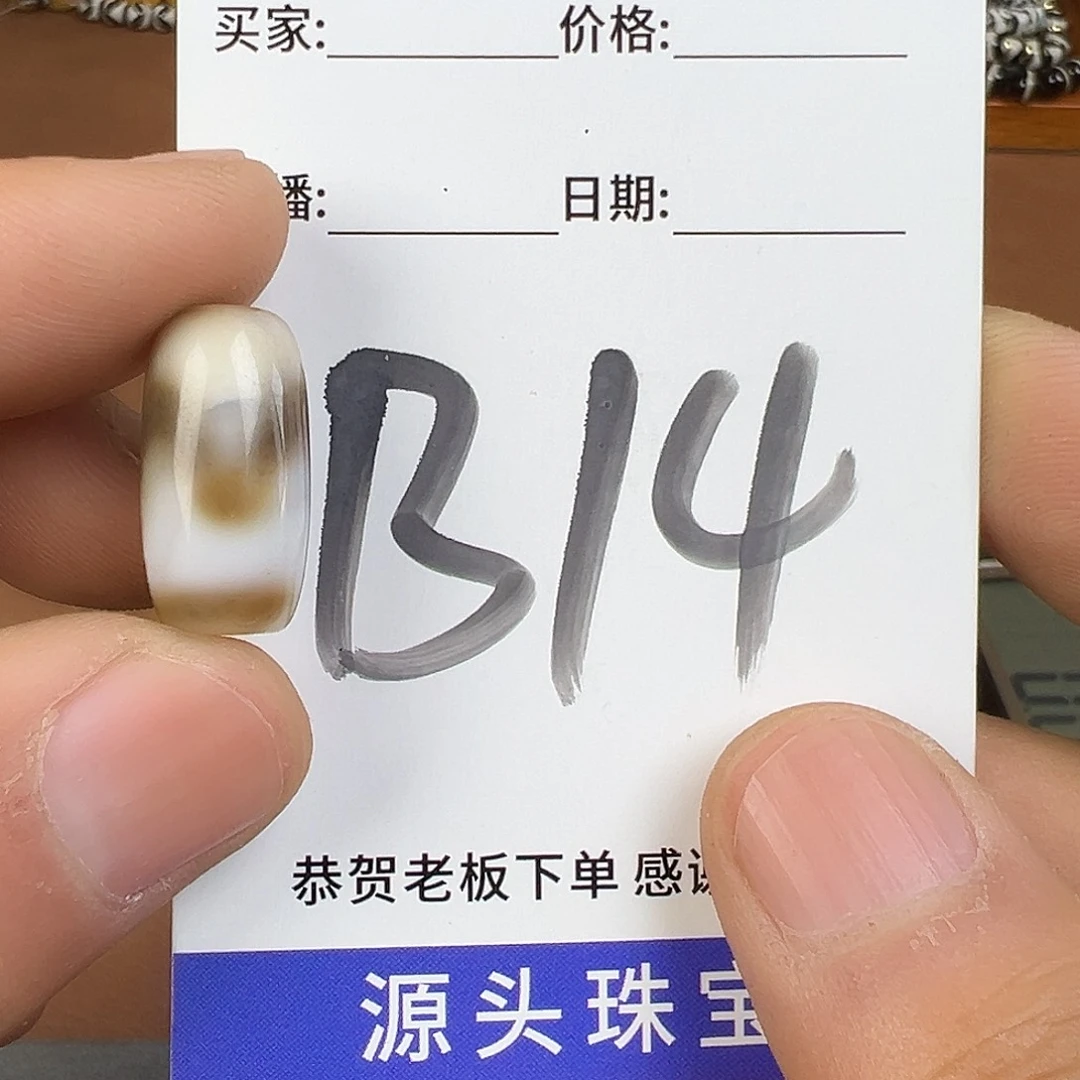 买家: 价格:
播: 日期:
B14
恭贺老板下单 感谢
源头珠宝